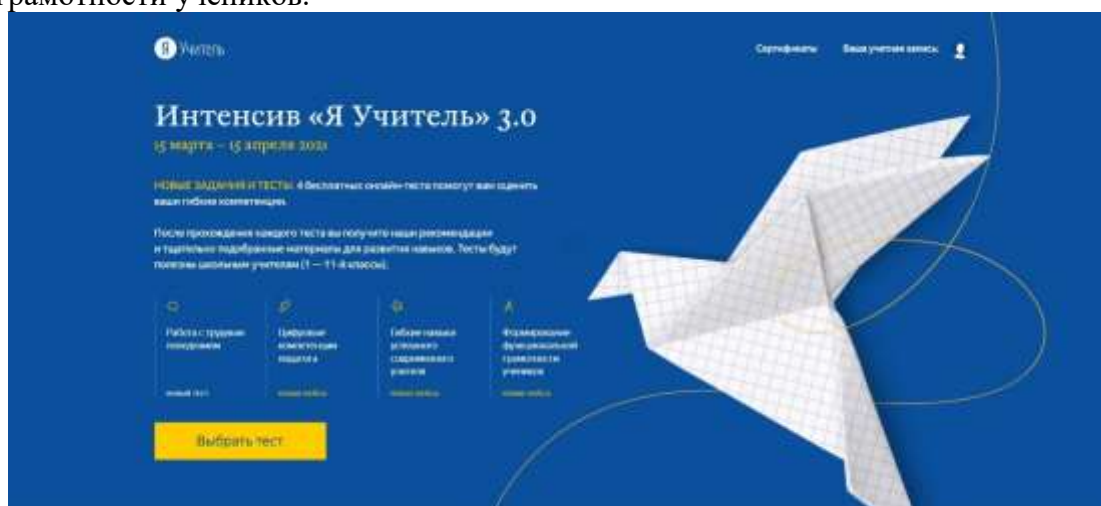 грамотности учеников.
Я Учитель
Сертификаты Ваша учетная запись
Интенсив «Я Учитель» 3.0
15 марта – 15 апреля 2021
НОВЫЕ ЗАДАНИЯ И ТЕСТЫ. 4 бесплатных онлайн-теста помогут вам оценить
ваши гибкие компетенции.
После прохождения каждого теста вы получите наши рекомендации
и тщательно подобранные материалы для развития навыков. Тесты будут
полезны школьным учителям (1 — 11-й классы).
Работа с трудным
поведением
новый тест
Цифровые
компетенции
педагога
Гибкие навыки
успешного
современного
учителя
Формирование
функциональной
грамотности
учеников
Выбрать тест